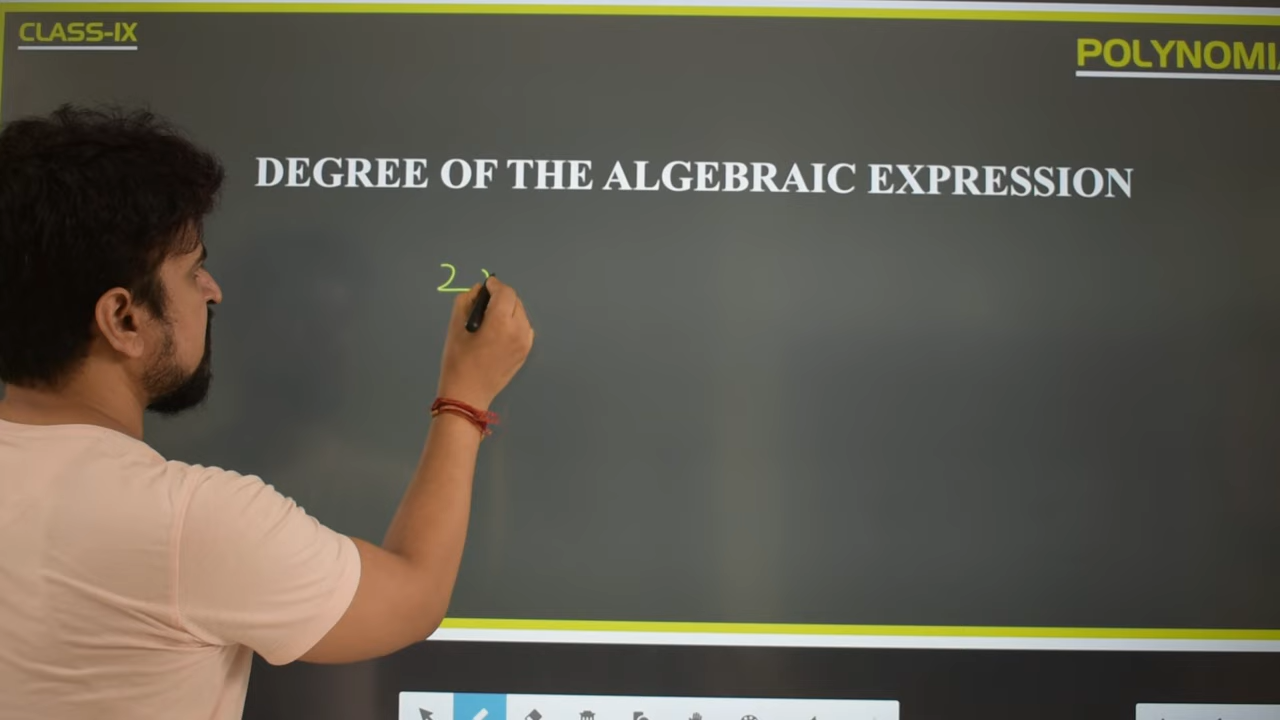 CLASS-IX
POLYNOMI
DEGREE OF THE ALGEBRAIC EXPRESSION
2